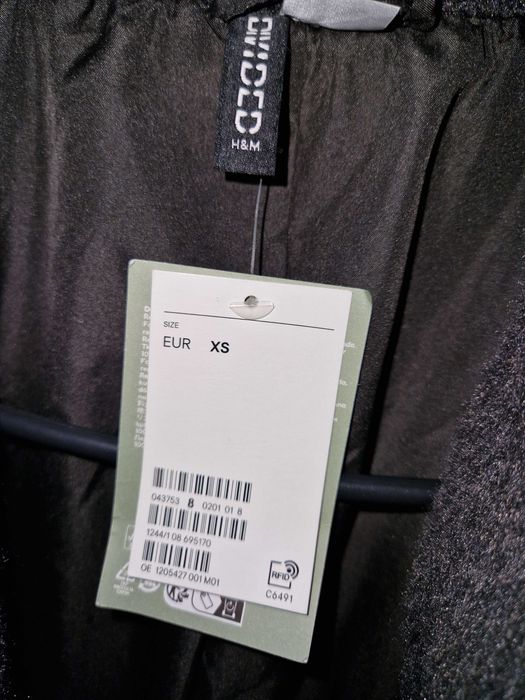 DIVIDED
H&M
SIZE
EUR XS
043753 8 0201 01 8
1244/1 08 695170
OE 1205427 001 M01
RFID
C6491